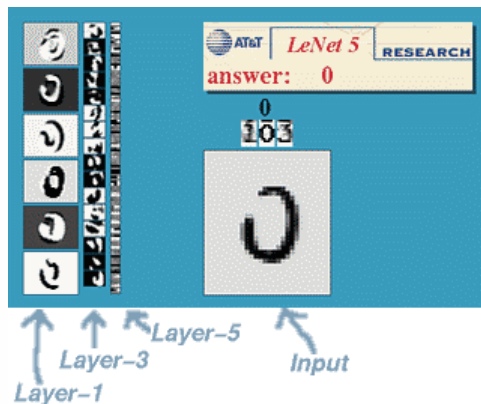 AT&T LeNet 5 RESEARCH
answer: 0
0
103
Layer-5
Layer-3
Input
Layer-1